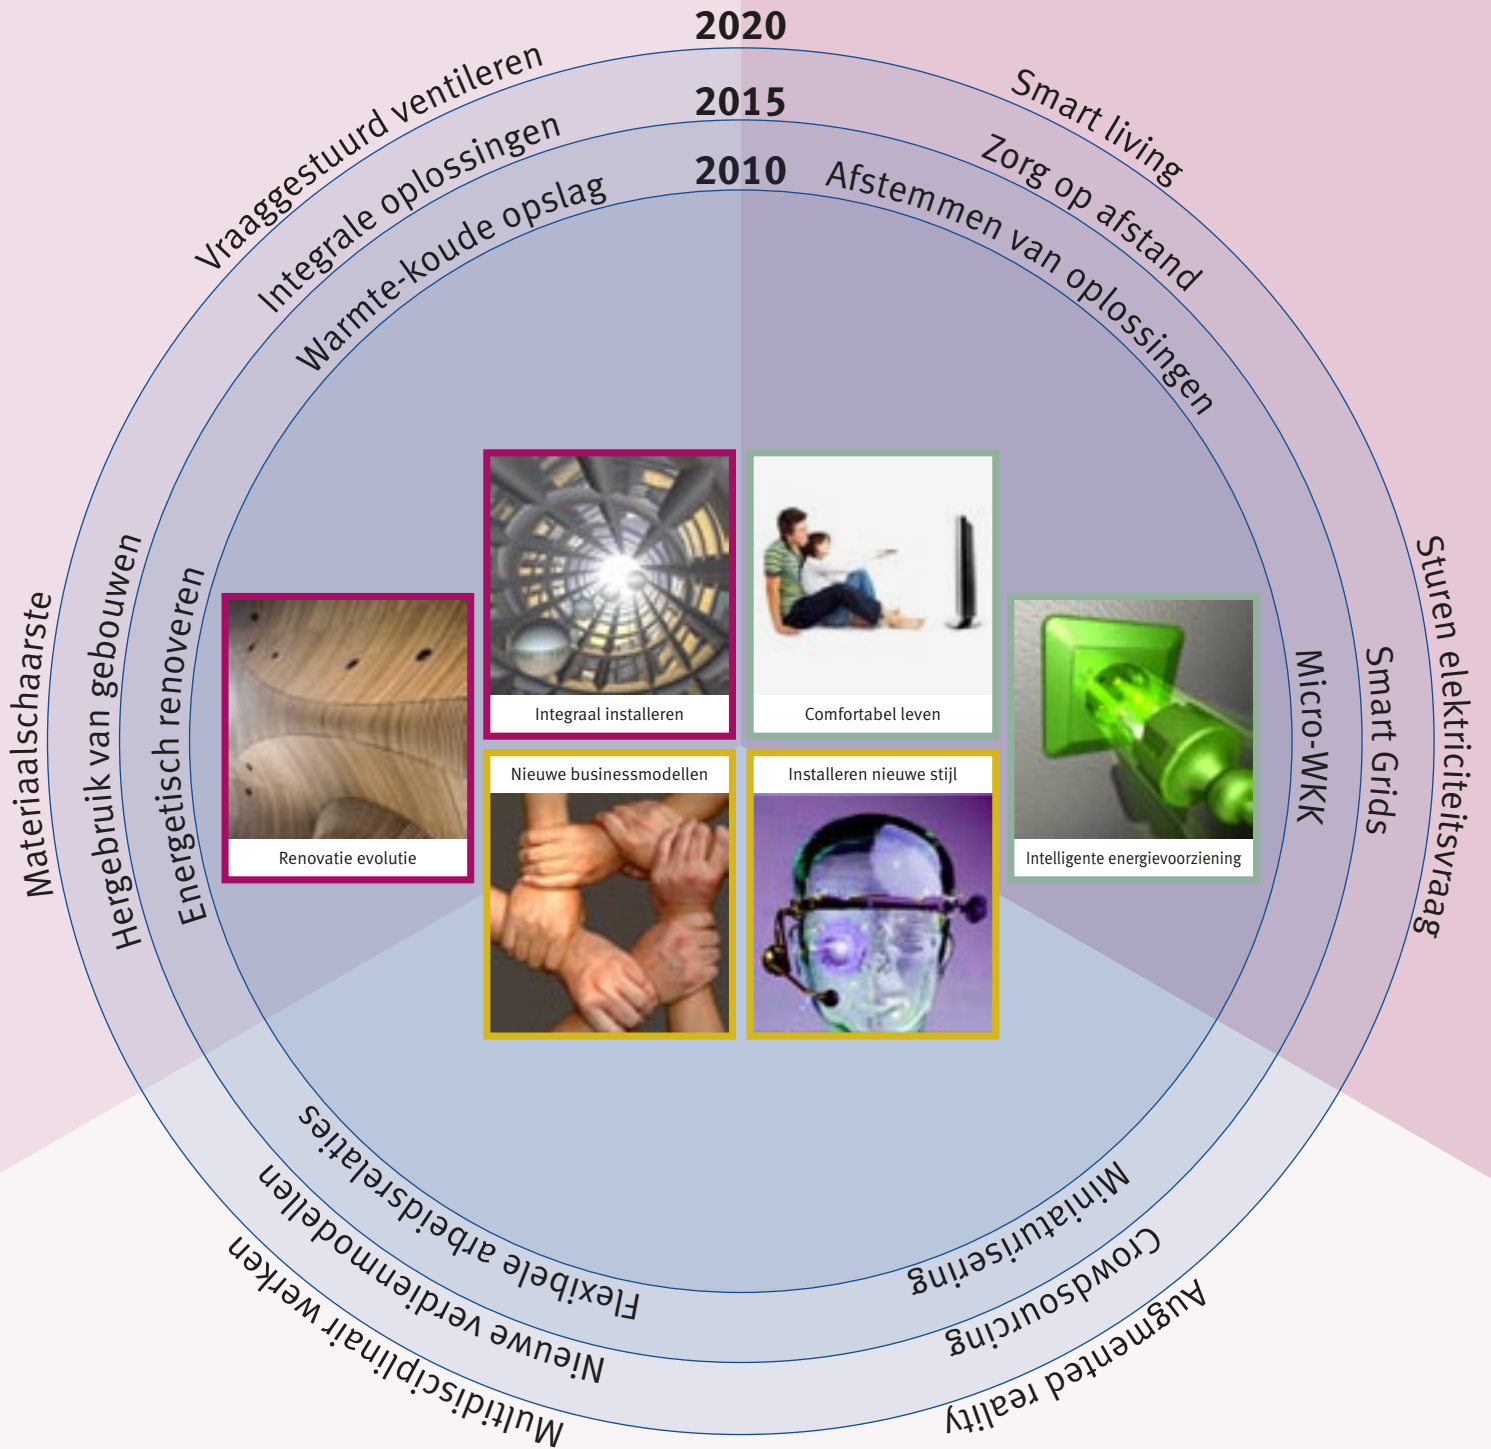 2020
2015
2010
Vraaggestuurd ventileren
Integrale oplossingen
Warmte-koude opslag
Smart living
Zorg op afstand
Afstemmen van oplossingen
Materiaalschaarste
Hergebruik van gebouwen
Energetisch renoveren
Sturen elektriciteitsvraag
Smart Grids
Micro-WKK
Integraal installeren
Comfortabel leven
Nieuwe businessmodellen
Installeren nieuwe stijl
Renovatie evolutie
Intelligente energievoorziening
Flexibele arbeidsrelaties
Nieuwe verdienmodellen
Multidisciplinair werken
Miniaturisering
Crowdsourcing
Augmented reality